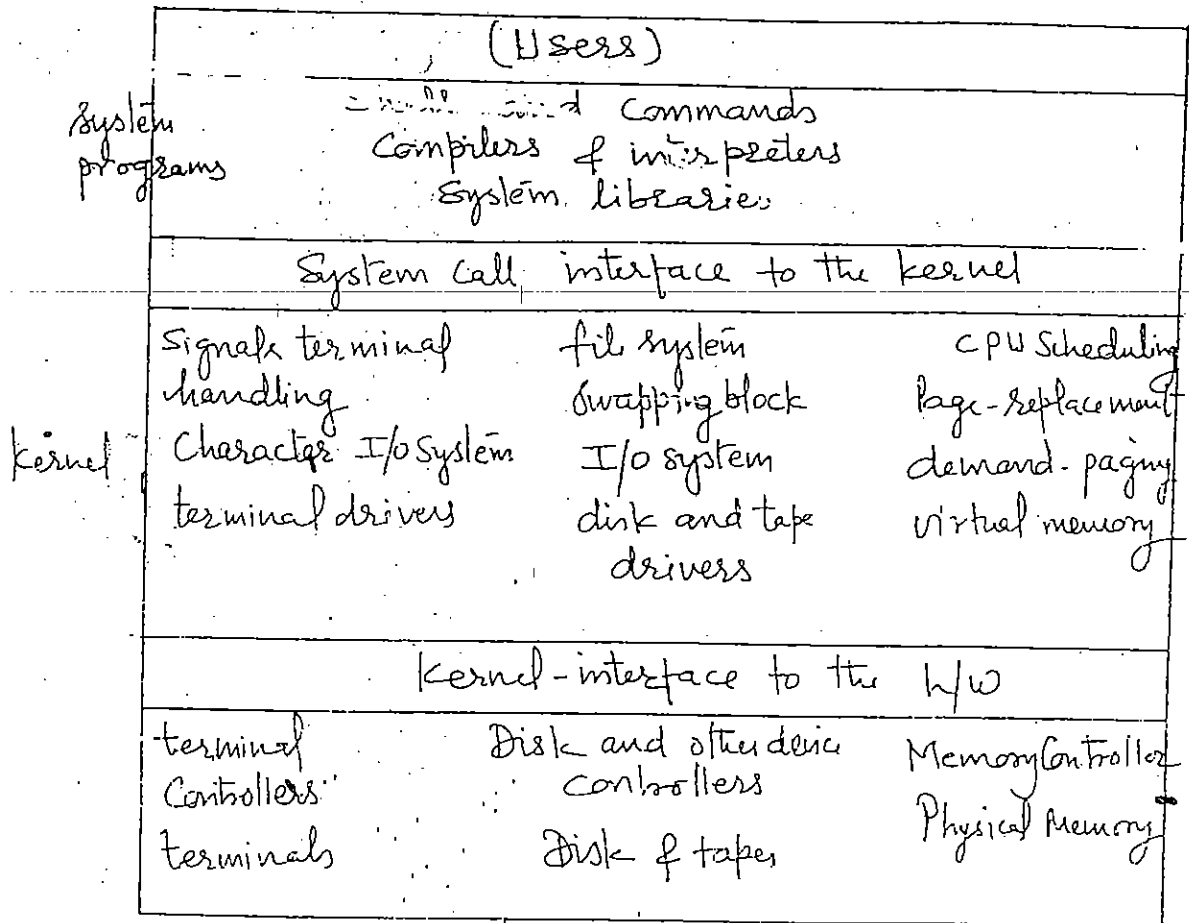 (Users)
system
programs
commands
Compilers & interpreters
System libraries
System Call interface to the kernel
Kernel
Signals terminal
handling
Character I/O System
terminal drivers
file system
swapping block
I/O system
disk and tape
drivers
CPU Scheduling
Page-replacement
demand-paging
virtual memory
Kernel-interface to the h/w
terminal
Controllers
terminals
Disk and other device
controllers
Disk & tapes
Memory Controller
Physical Memory